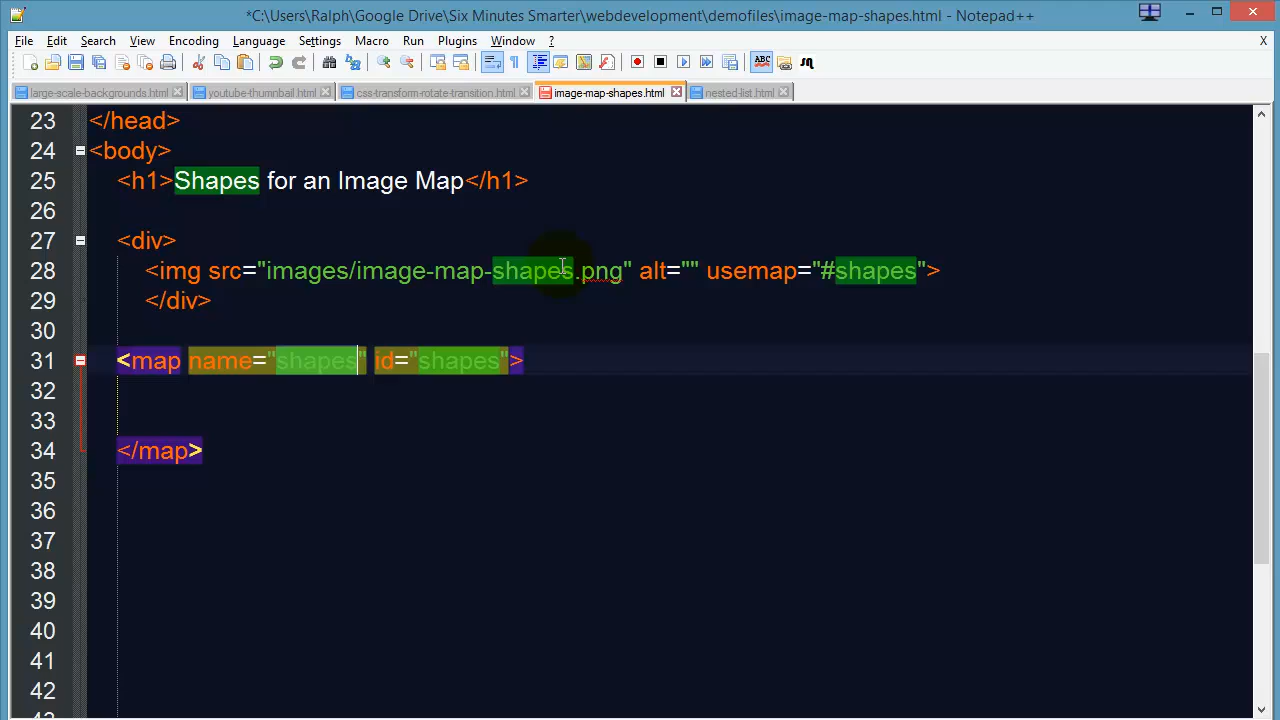 *C:\Users\Ralph\Google Drive\Six Minutes Smarter\webdevelopment\demofiles\image-map-shapes.html - Notepad++
File Edit Search View Encoding Language Settings Macro Run Plugins Window ? X
large-scale-backgrounds.html youtube-thumbnail.html css-transform-rotate-transition.html image-map-shapes.html nested-list.html
23 </head>
24 <body>
25 <h1>Shapes for an Image Map</h1>
26
27 <div>
28 <img src="images/image-map-shapes.png" alt="" usemap="#shapes">
29 </div>
30
31 <map name="shapes" id="shapes">
32
33
34 </map>
35
36
37
38
39
40
41
42